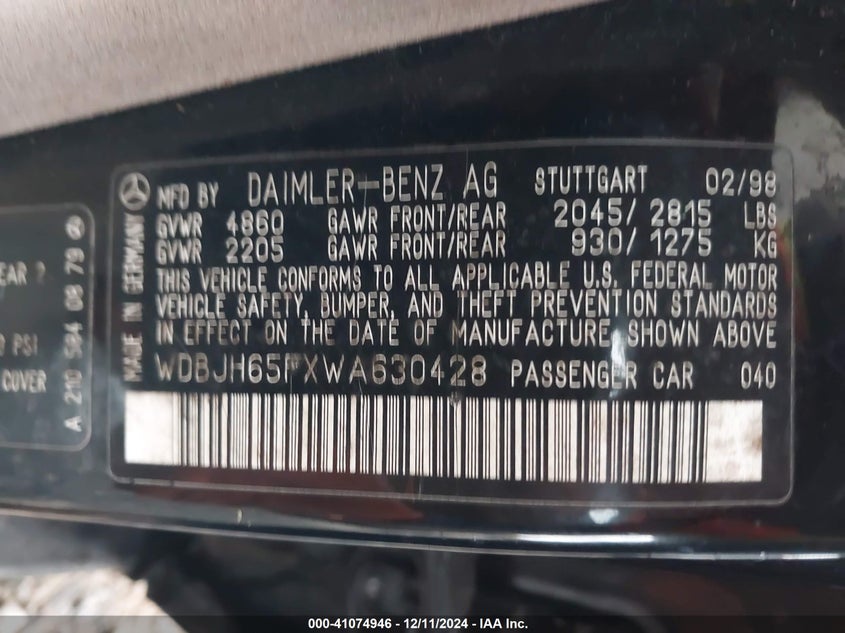 MFD BY DAIMLER-BENZ AG STUTTGART 02/98
GVWR 4860 GAWR FRONT/REAR 2045/ 2815 LBS
GVWR 2205 GAWR FRONT/REAR 930/ 1275 KG
THIS VEHICLE CONFORMS TO ALL APPLICABLE U.S. FEDERAL MOTOR
VEHICLE SAFETY, BUMPER, AND THEFT PREVENTION STANDARDS
IN EFFECT ON THE DATE OF MANUFACTURE SHOWN ABOVE
WDBJH65FXWA630428 PASSENGER CAR 040
MADE IN GERMANY
EAR ?
0 PSI
COVER
A 210 584 08 79
000-41074946 - 12/11/2024 - IAA Inc.